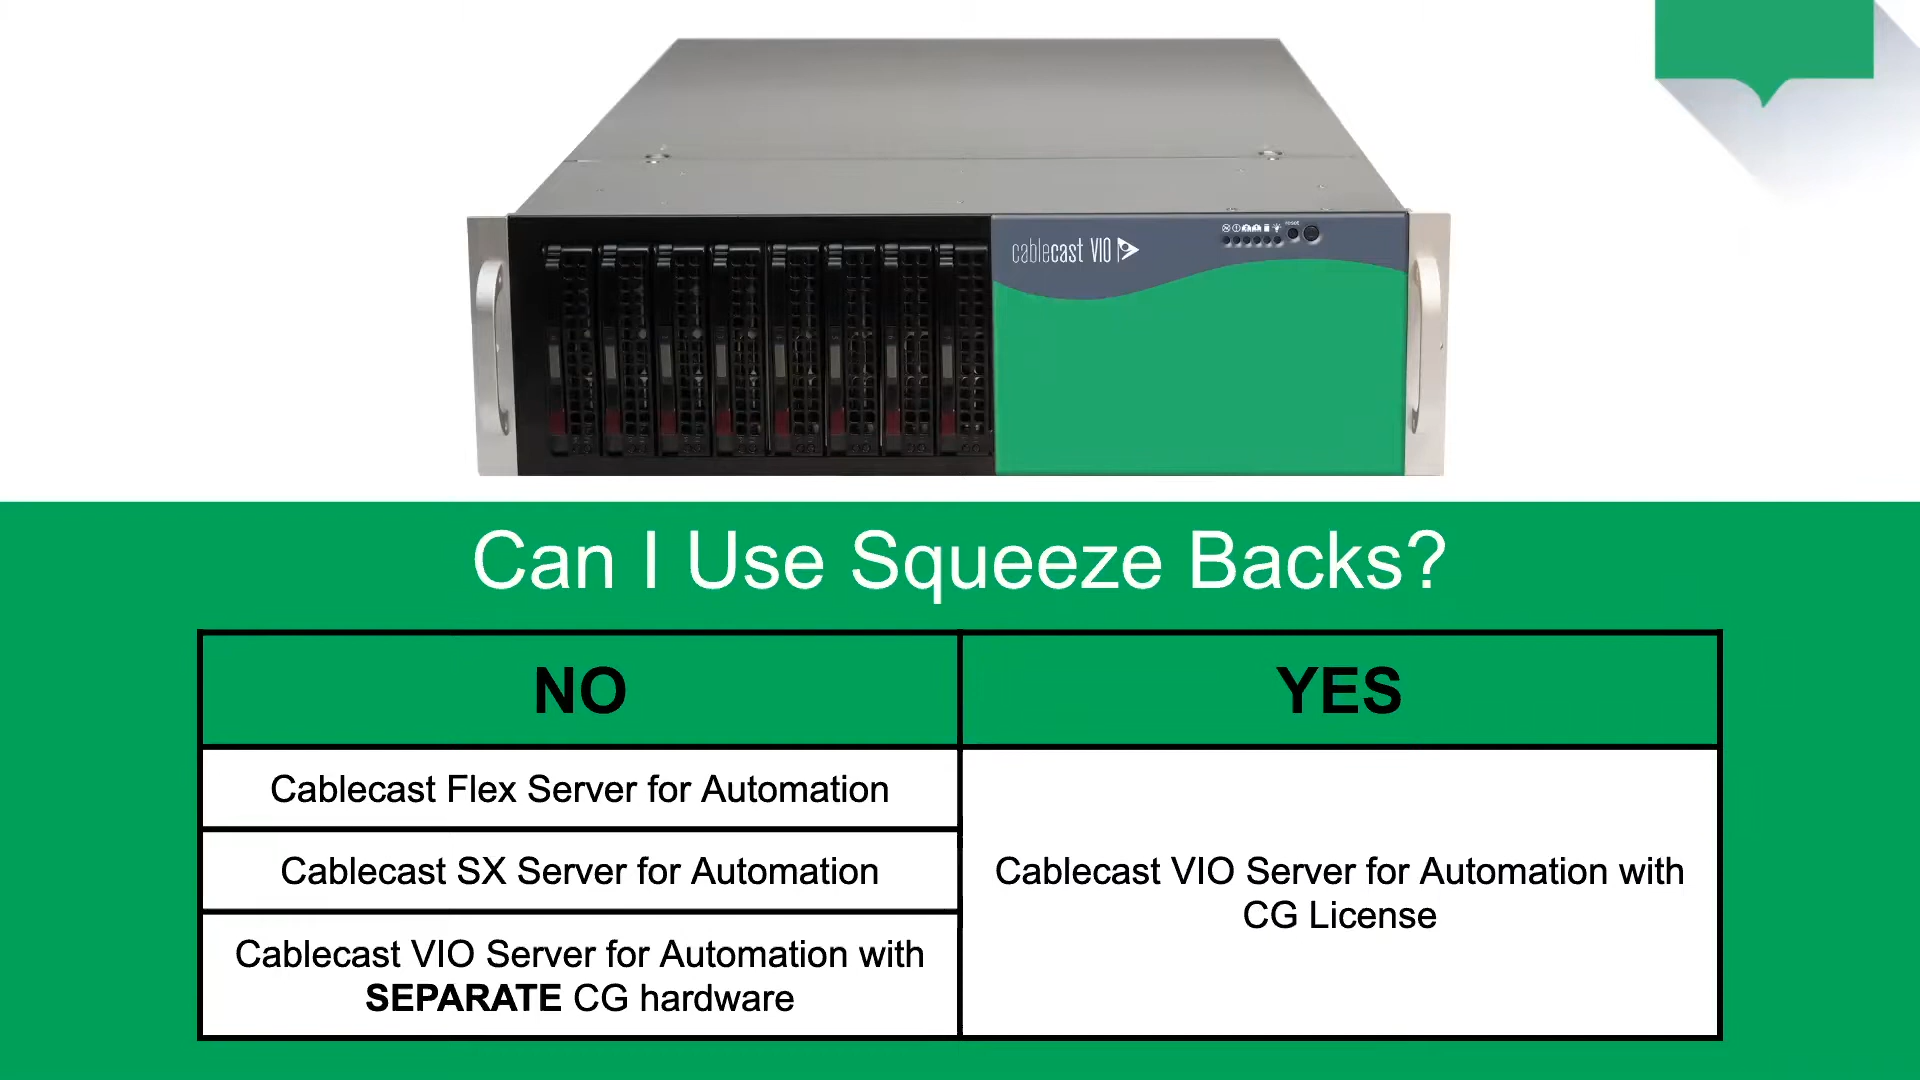 cablecast VIO
RESET
Can I Use Squeeze Backs?
NO
YES
Cablecast Flex Server for Automation
Cablecast SX Server for Automation
Cablecast VIO Server for Automation with
SEPARATE CG hardware
Cablecast VIO Server for Automation with
CG License